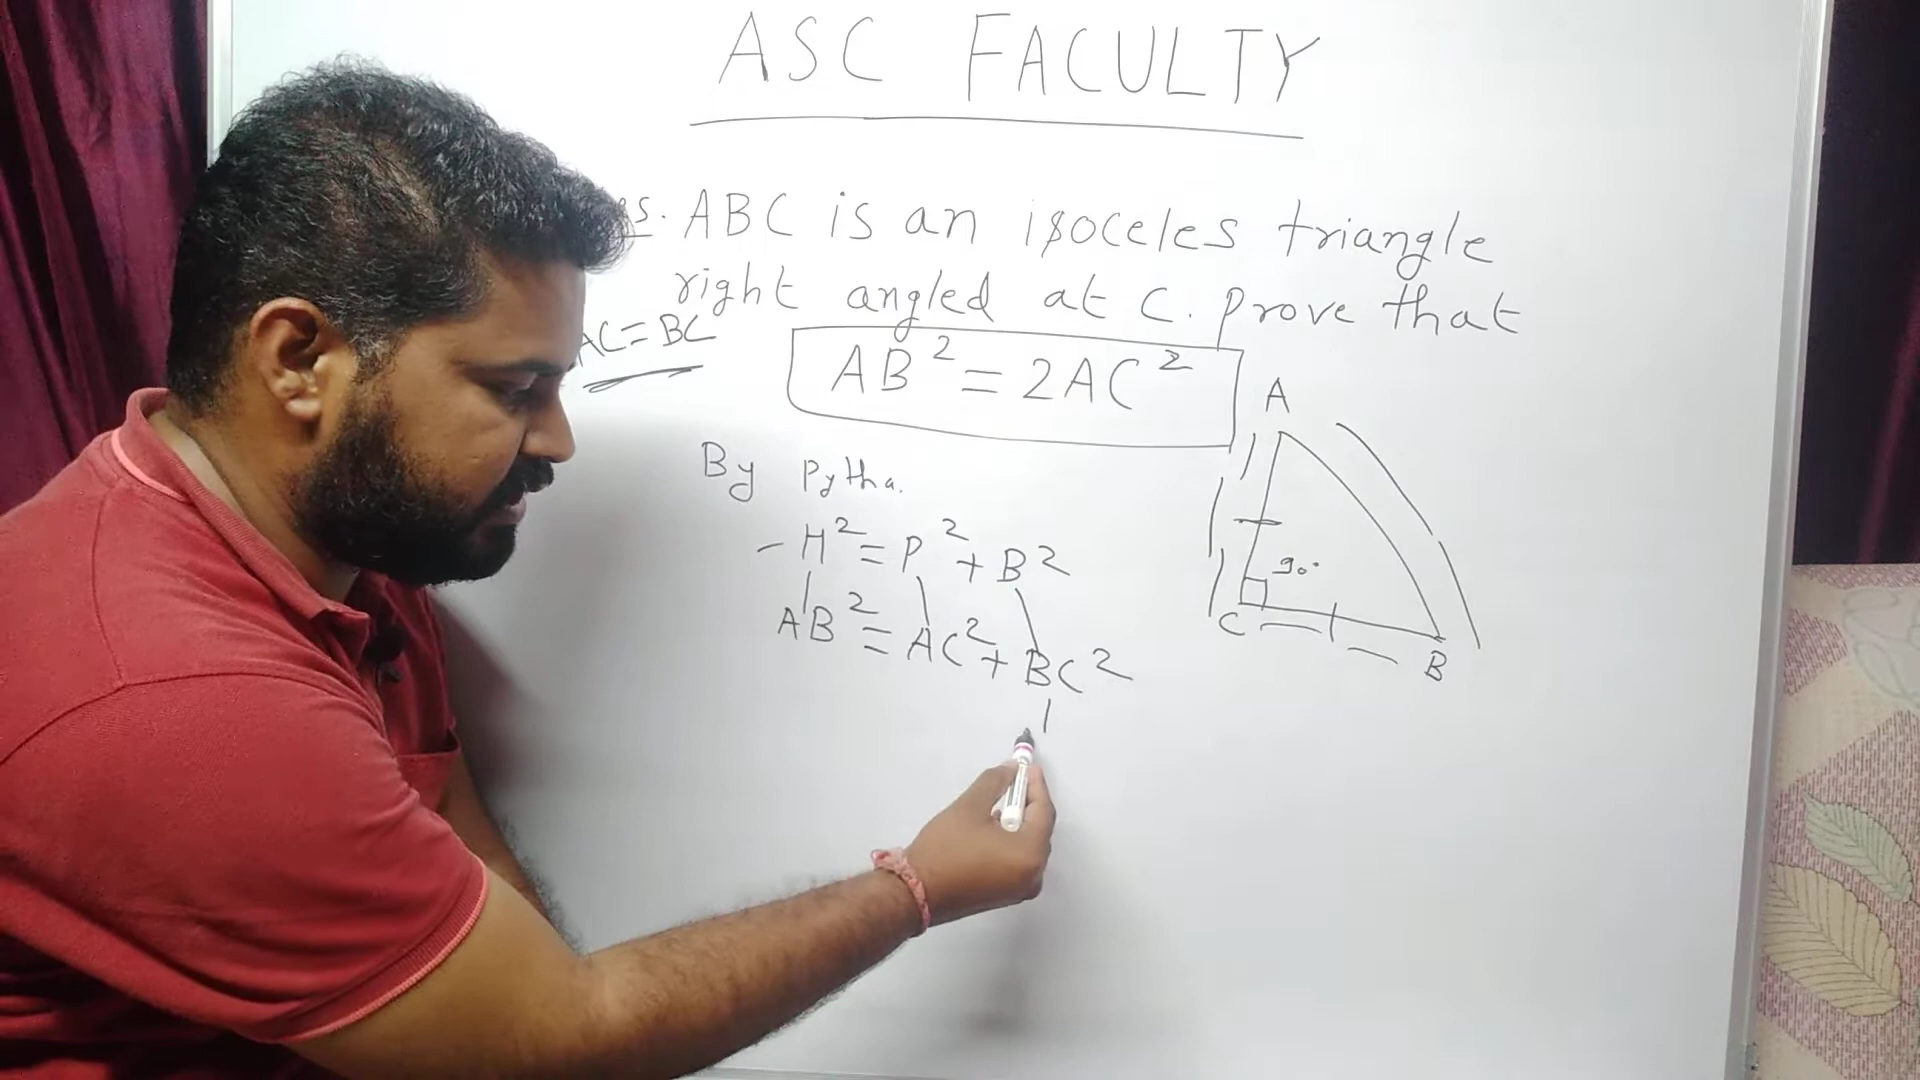 ASC FACULTY
s. ABC is an isoceles triangle
right angled at C. Prove that
AC=BC
AB²=2AC²
By Pytha.
H²=P²+B²
AB²=AC²+BC²
A
90°
C
B